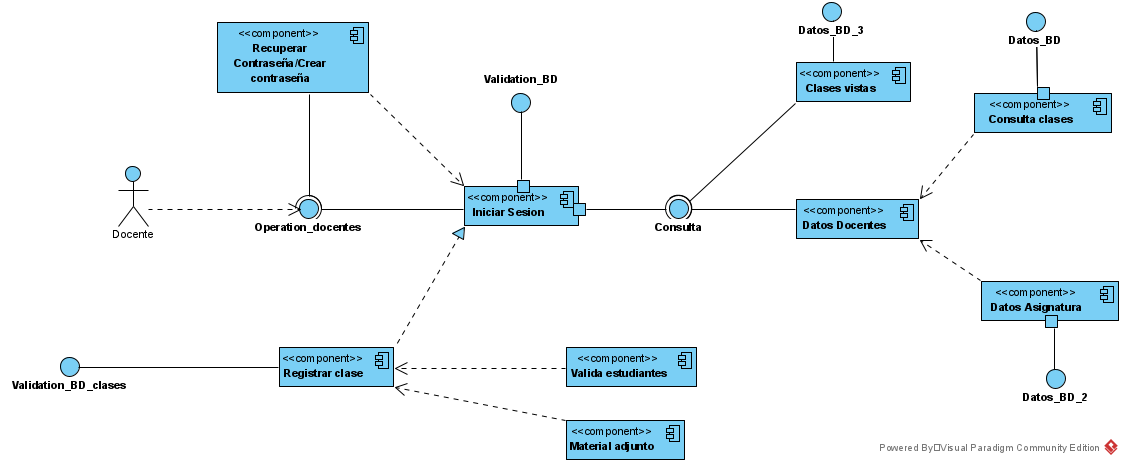 <<component>>
Recuperar
Contraseña/Crear
contraseña
Validation_BD
Datos_BD_3
<<component>>
Clases vistas
Datos_BD
<<component>>
Consulta clases
Docente
Operation_docentes
<<component>>
Iniciar Sesion
Consulta
<<component>>
Datos Docentes
<<component>>
Datos Asignatura
Datos_BD_2
Validation_BD_clases
<<component>>
Registrar clase
<<component>>
Valida estudiantes
<<component>>
Material adjunto
Powered By Visual Paradigm Community Edition